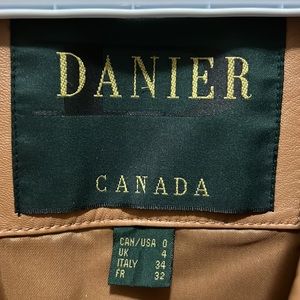 DANIER
CANADA
CAN/USA 0
UK 4
ITALY 34
FR 32